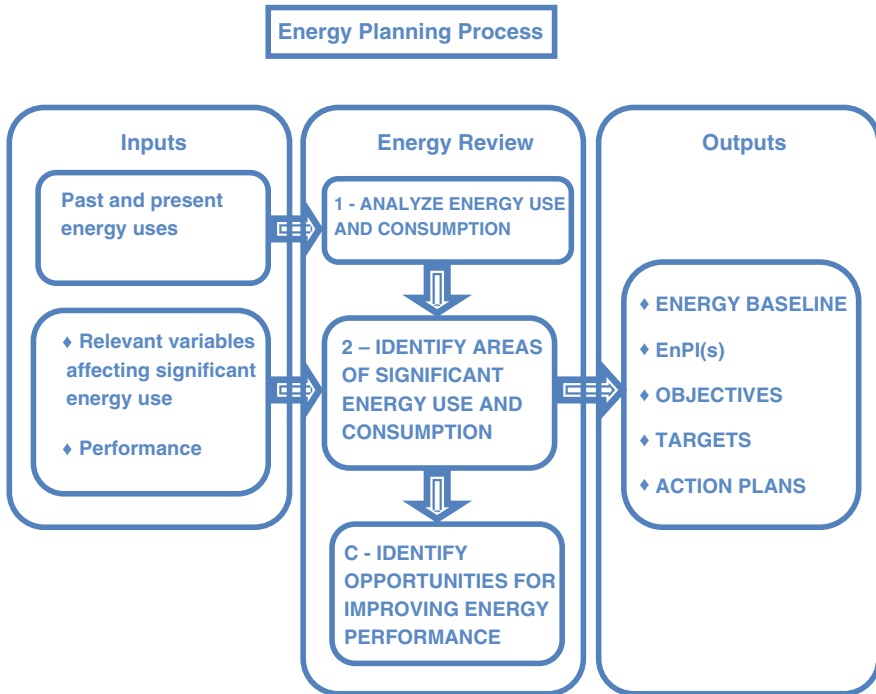 Energy Planning Process
Inputs
Past and present
energy uses
♦ Relevant variables
affecting significant
energy use
♦ Performance
Energy Review
1 - ANALYZE ENERGY USE
AND CONSUMPTION
2 – IDENTIFY AREAS
OF SIGNIFICANT
ENERGY USE AND
CONSUMPTION
C - IDENTIFY
OPPORTUNITIES FOR
IMPROVING ENERGY
PERFORMANCE
Outputs
♦ ENERGY BASELINE
♦ EnPI(s)
♦ OBJECTIVES
♦ TARGETS
♦ ACTION PLANS